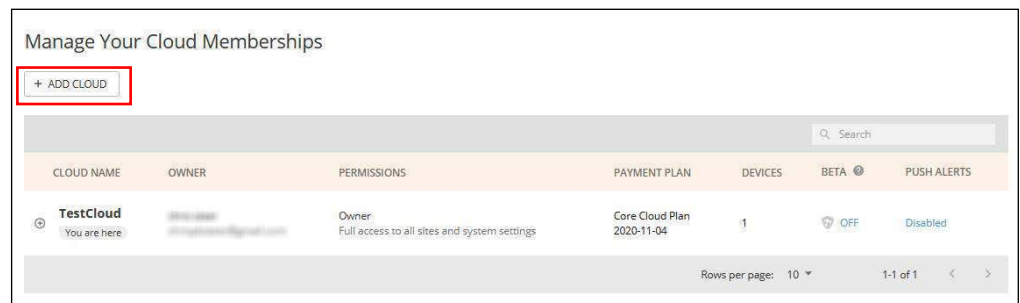 Manage Your Cloud Memberships
+ ADD CLOUD
Search
CLOUD NAME OWNER PERMISSIONS PAYMENT PLAN DEVICES BETA ? PUSH ALERTS
TestCloud Owner Core Cloud Plan 1 OFF Disabled
You are here Full access to all sites and system settings 2020-11-04
Rows per page: 10 1-1 of 1 < >